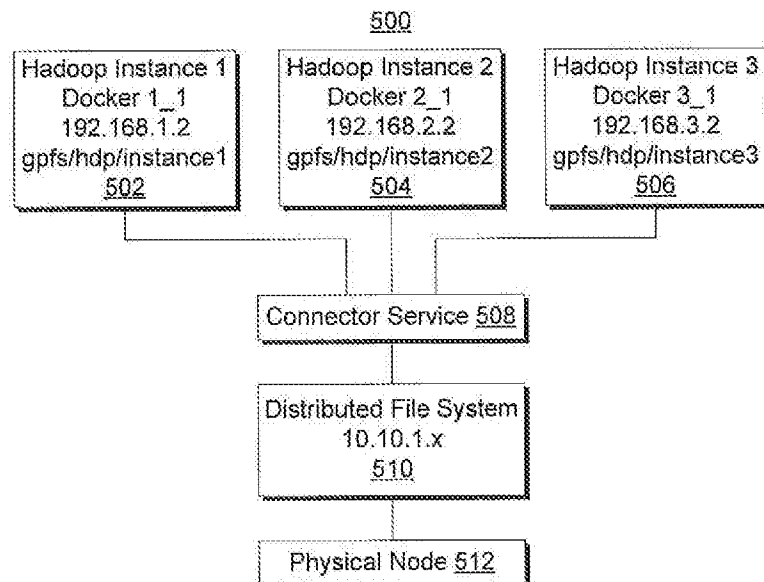 500
Hadoop Instance 1
Docker 1_1
192.168.1.2
gpfs/hdp/instance1
502
Hadoop Instance 2
Docker 2_1
192.168.2.2
gpfs/hdp/instance2
504
Hadoop Instance 3
Docker 3_1
192.168.3.2
gpfs/hdp/instance3
506
Connector Service 508
Distributed File System
10.10.1.x
510
Physical Node 512